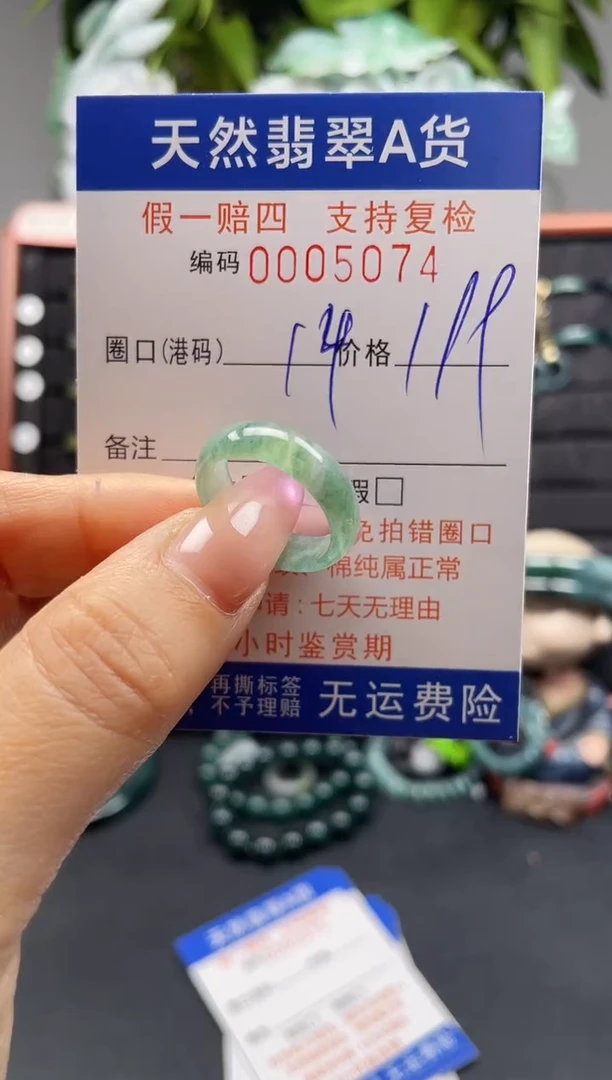 天然翡翠A货
假一赔四 支持复检
编码 0005074
圈口(港码) 14 价格 199
备注
假□
免拍错圈口
棉纯属正常
请:七天无理由
小时鉴赏期
再撕标签
不予理赔
无运费险